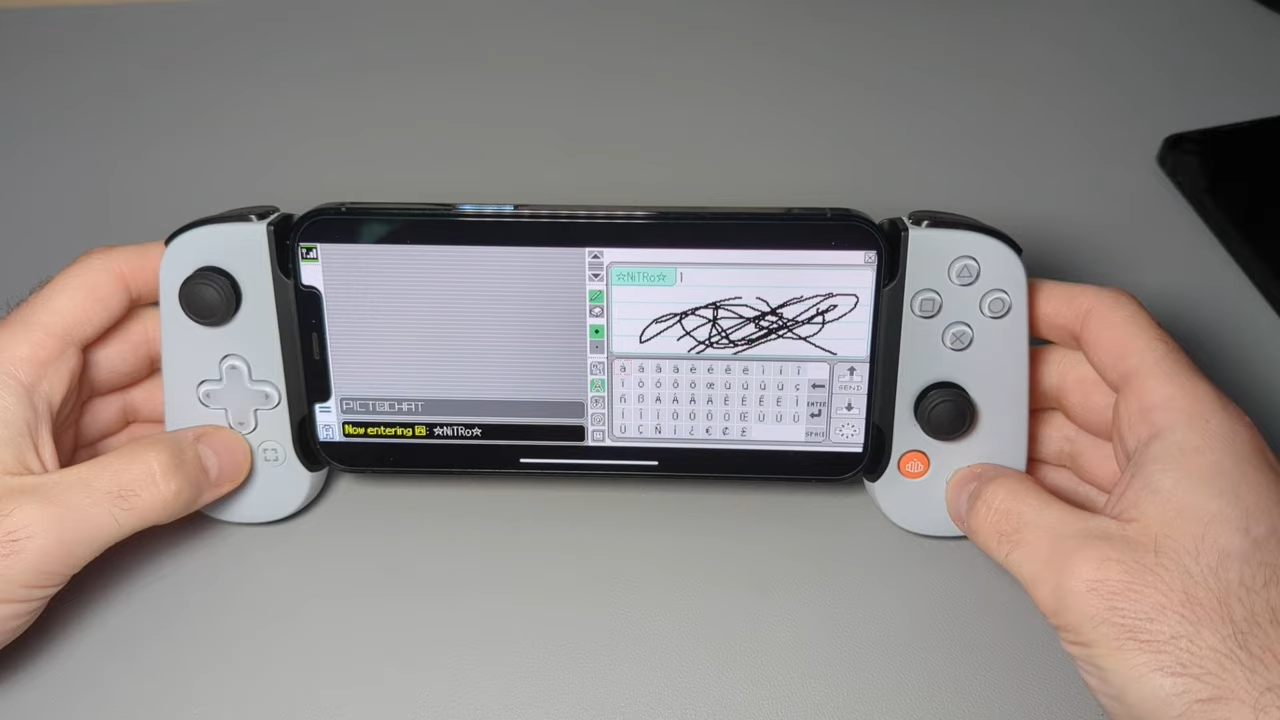 PICTOCHAT
Now entering A: ☆NiTRo☆
☆NiTRo☆
à á â ä è é ê ë ì í î
ï ò ó ô ö œ ù ú û ü ç
SEND
ENTER
SPACE